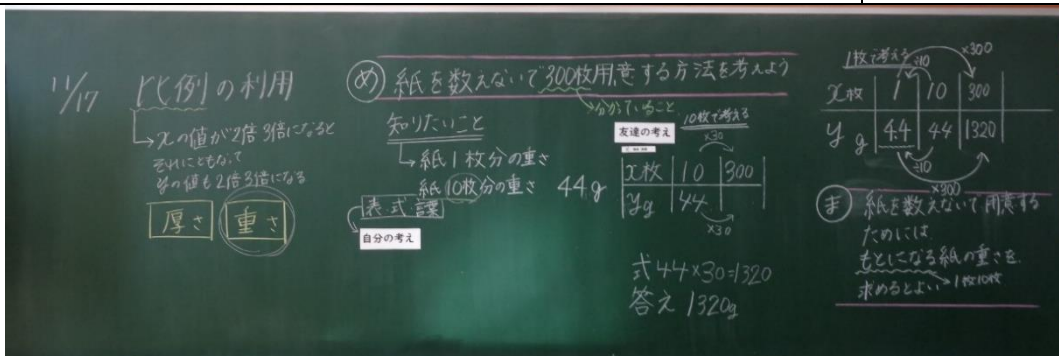 11/17 比例の利用
→xの値が2倍3倍になると
それにともなって
yの値も2倍3倍になる
厚さ 重さ
め 紙を数えないで300枚用意する方法を考えよう
→分かっていること
知りたいこと
→紙1枚分の重さ
紙10枚分の重さ 44g
表 式 言葉
自分の考え
友達の考え
10枚で考える
×30
x枚 10 300
yg 44
×30
式 44×30=1320
答え 1320g
1枚で考える
÷10 ×300
x枚 1 10 300
y g 4.4 44 1320
÷10
×300
ま 紙を数えないで用意する
ためには
もとになる紙の重さを
求めるとよい →1枚10枚